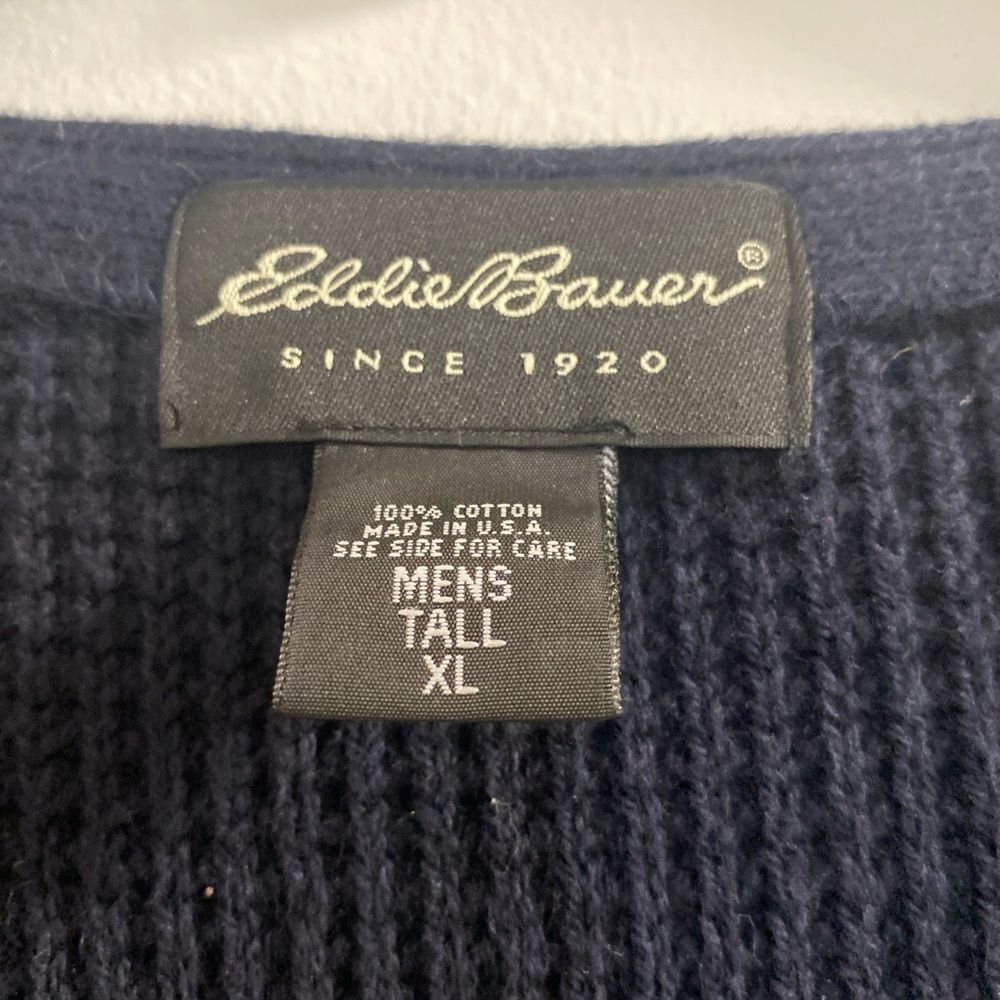 Eddie Bauer®
SINCE 1920
100% COTTON
MADE IN U.S.A.
SEE SIDE FOR CARE
MENS
TALL
XL